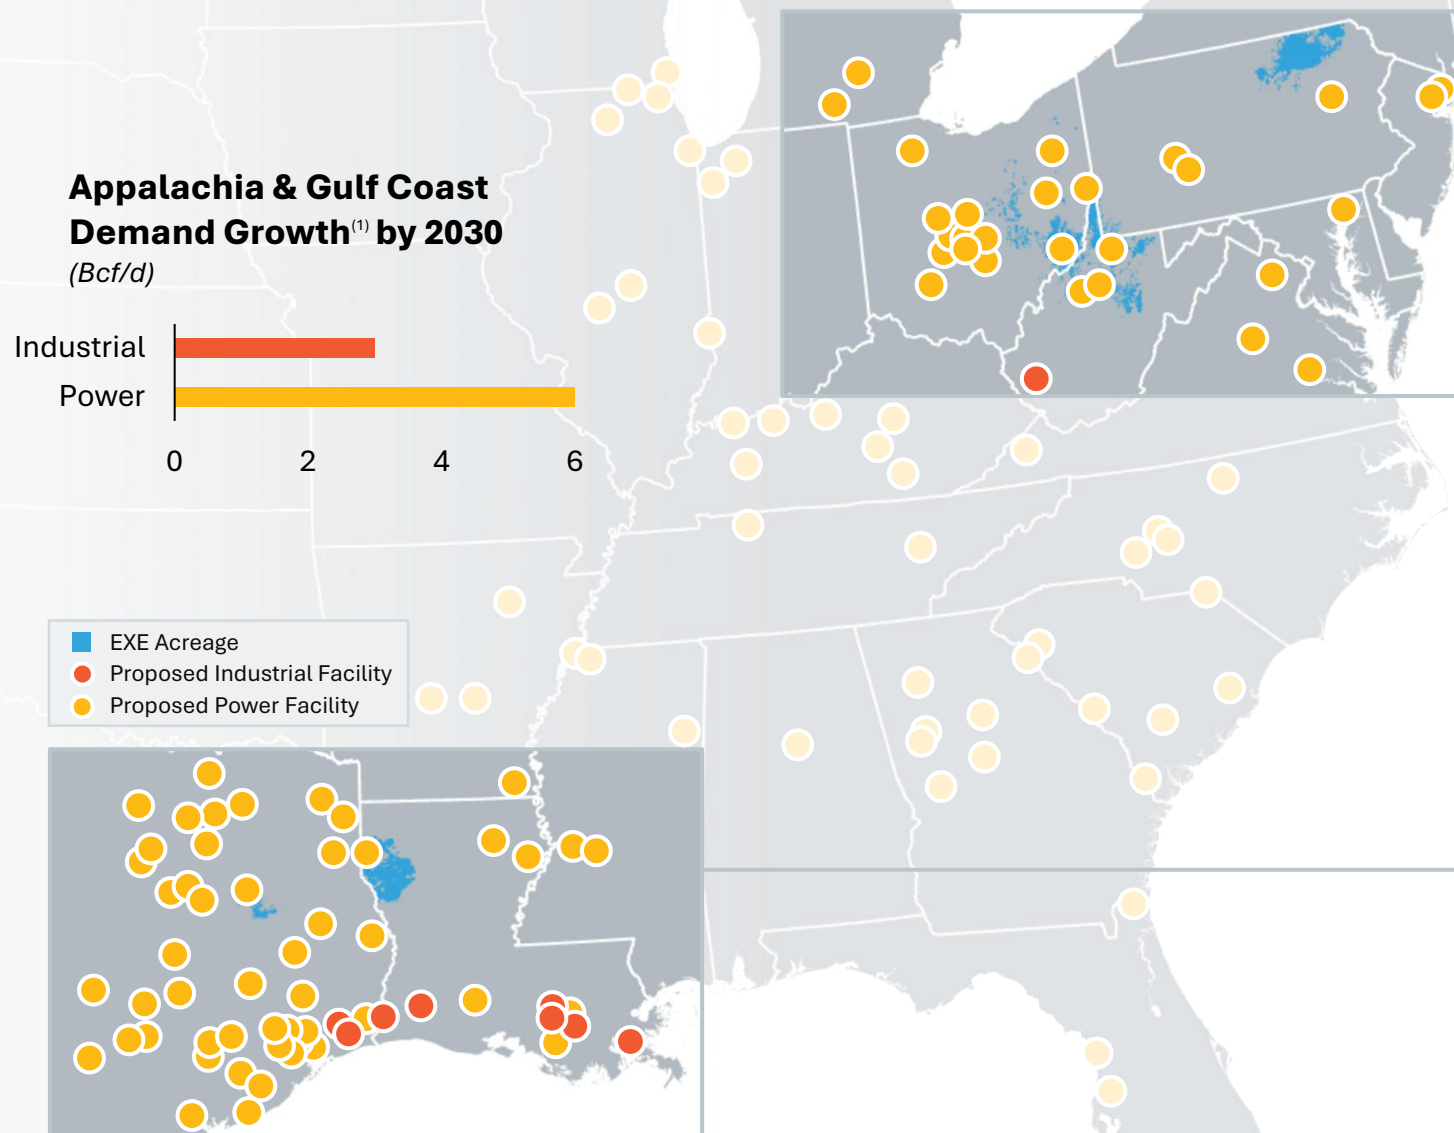 Appalachia & Gulf Coast
Demand Growth(1) by 2030
(Bcf/d)
Industrial
Power
0 2 4 6
EXE Acreage
Proposed Industrial Facility
Proposed Power Facility